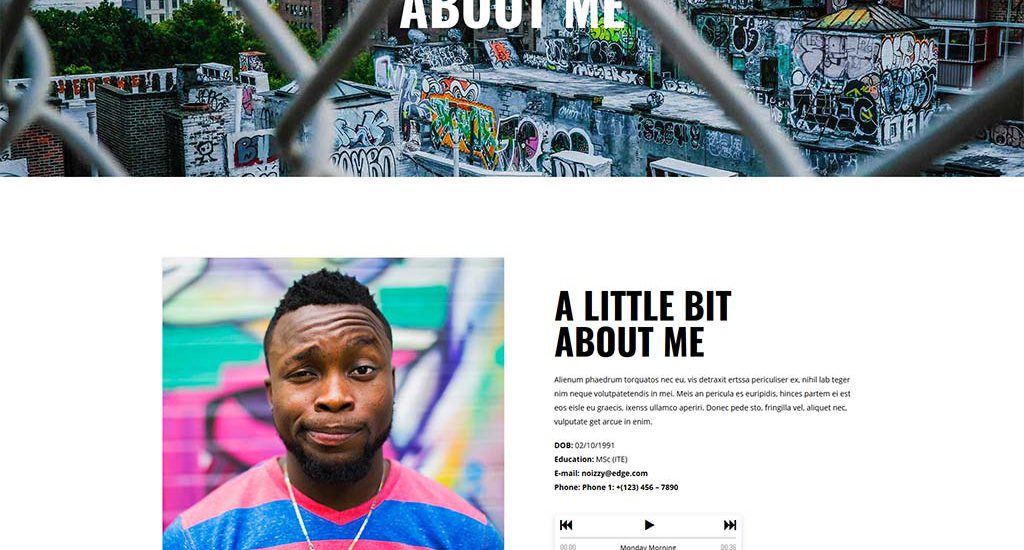 ABOUT ME
A LITTLE BIT
ABOUT ME
Alienum phaedrum torquatos nec eu, vis detraxit ertssa periculiser ex, nihil lab teger
nim neque volutpatetendis in mei. Meis an pericula es euripidis, hinces partem ei est
eos eisle eu graecis, ixenss ullamco aperiri. Donec pede sto, fringilla vel, aliquet nec,
vulputate get arcue in enim.
DOB: 02/10/1991
Education: MSc (ITE)
E-mail: noizzy@edge.com
Phone: Phone 1: +(123) 456 – 7890
00:00 Monday Morning 00:36